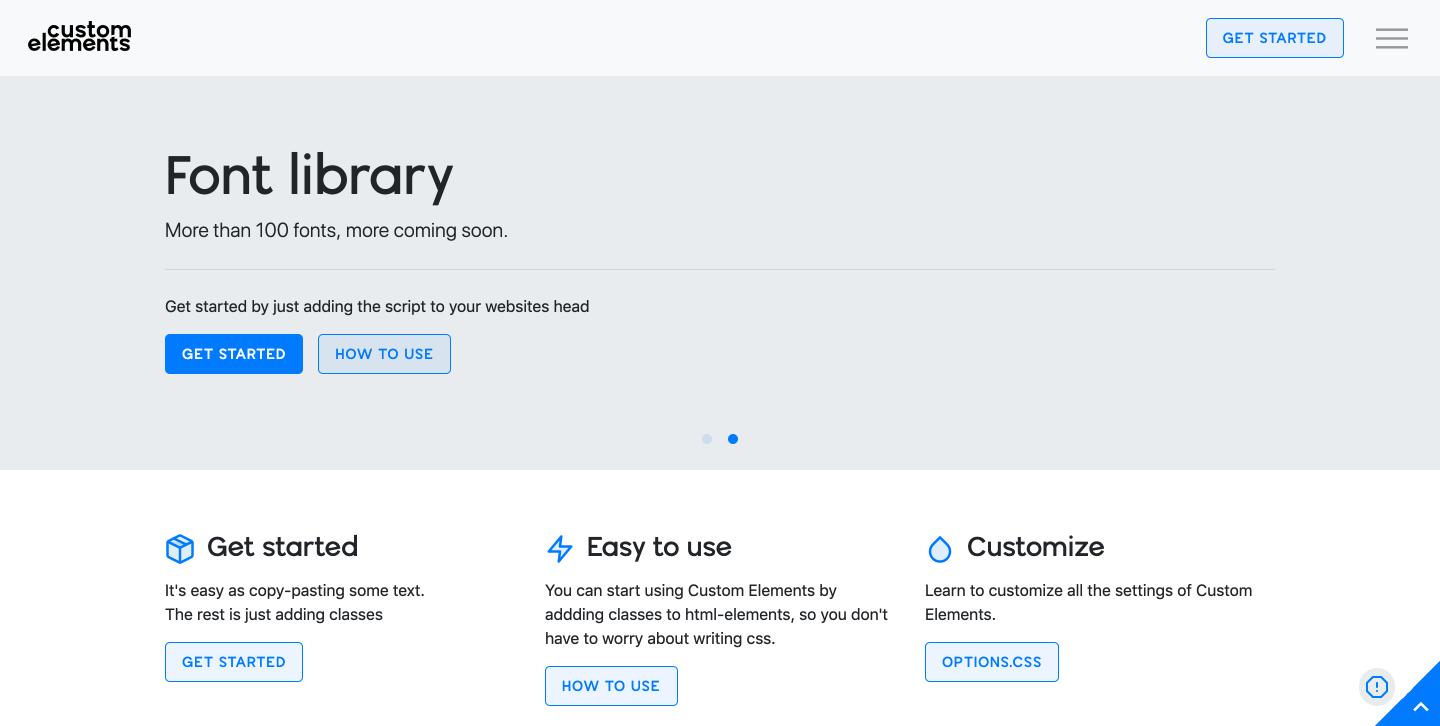 custom
elements
GET STARTED
Font library
More than 100 fonts, more coming soon.
Get started by just adding the script to your websites head
GET STARTED
HOW TO USE
Get started
It's easy as copy-pasting some text.
The rest is just adding classes
GET STARTED
Easy to use
You can start using Custom Elements by
addding classes to html-elements, so you don't
have to worry about writing css.
HOW TO USE
Customize
Learn to customize all the settings of Custom
Elements.
OPTIONS.CSS